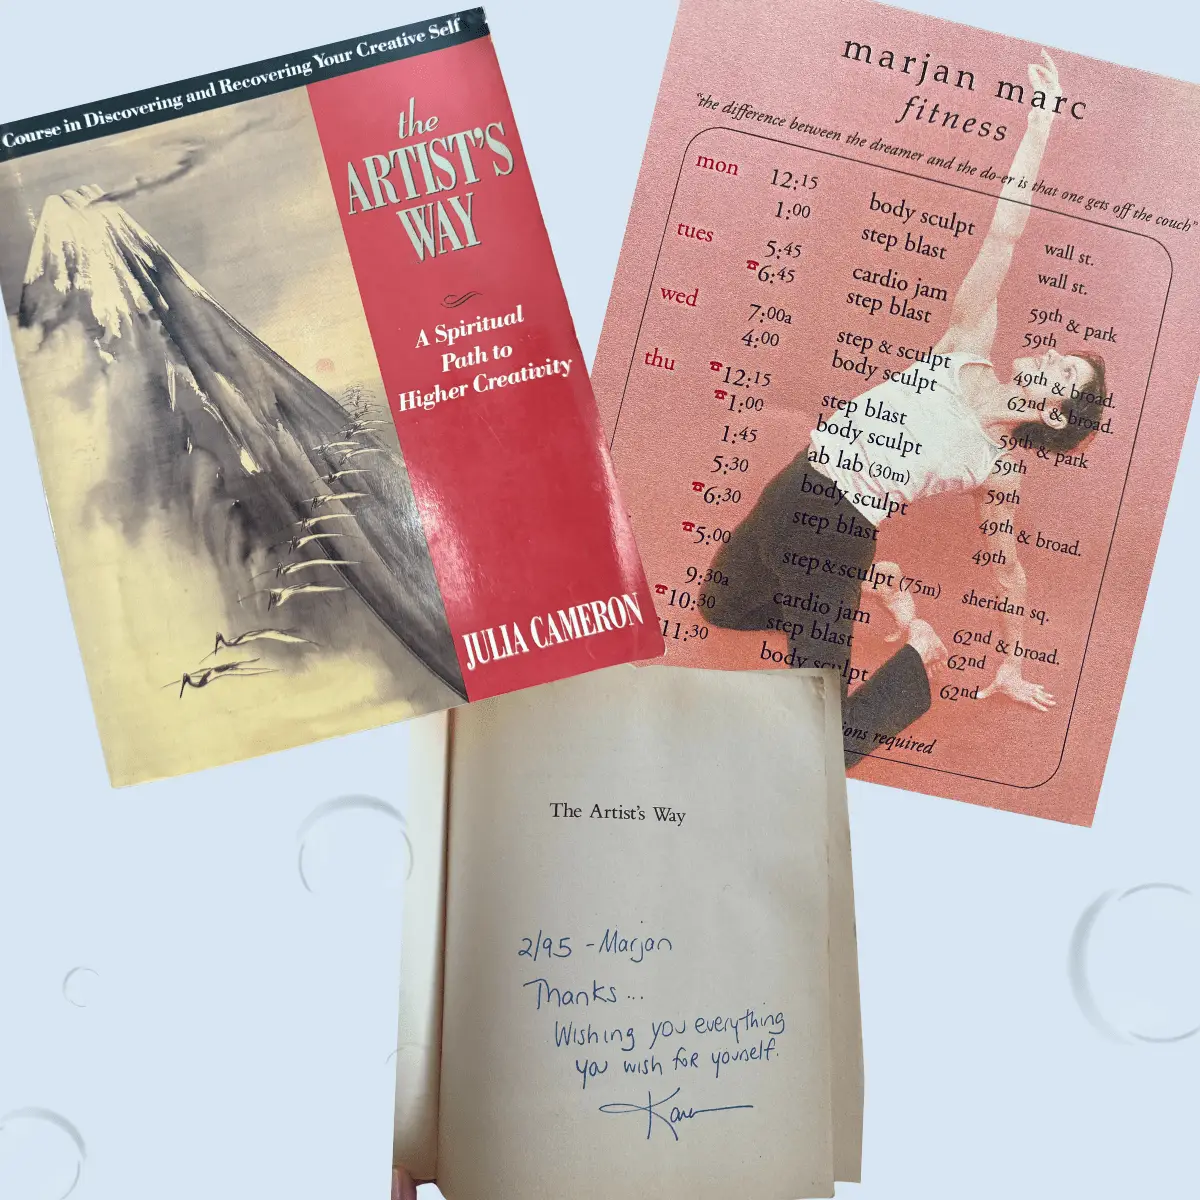 Course in Discovering and Recovering Your Creative Self
the
ARTIST'S
WAY
A Spiritual
Path to
Higher Creativity
JULIA CAMERON
marjan marc
fitness
"the difference between the dreamer and the do-er is that one gets off the couch"
mon 12:15 body sculpt wall st.
1:00 step blast wall st.
tues 5:45 cardio jam 59th & park
☎6:45 step blast 59th
wed 7:00a step & sculpt 49th & broad.
4:00 body sculpt 62nd & broad.
thu ☎12:15 step blast 59th & park
☎1:00 body sculpt 59th
1:45 ab lab (30m) 59th
5:30 body sculpt 49th & broad.
☎6:30 step blast 49th
☎5:00 step & sculpt (75m) sheridan sq.
9:30a cardio jam 62nd & broad.
☎10:30 step blast 62nd
11:30 body sculpt 62nd
required
The Artist's Way
2/95 - Marjan
Thanks...
Wishing you everything
you wish for yourself.
Karen